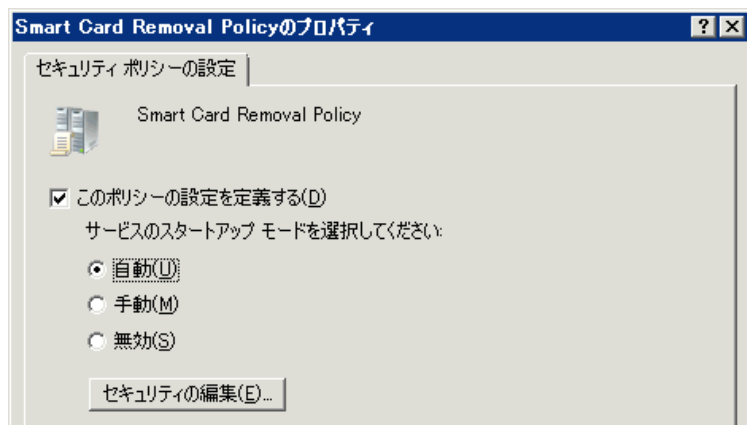 Smart Card Removal Policyのプロパティ
セキュリティ ポリシーの設定
Smart Card Removal Policy
このポリシーの設定を定義する(D)
サービスのスタートアップ モードを選択してください:
自動(U)
手動(M)
無効(S)
セキュリティの編集(E)...